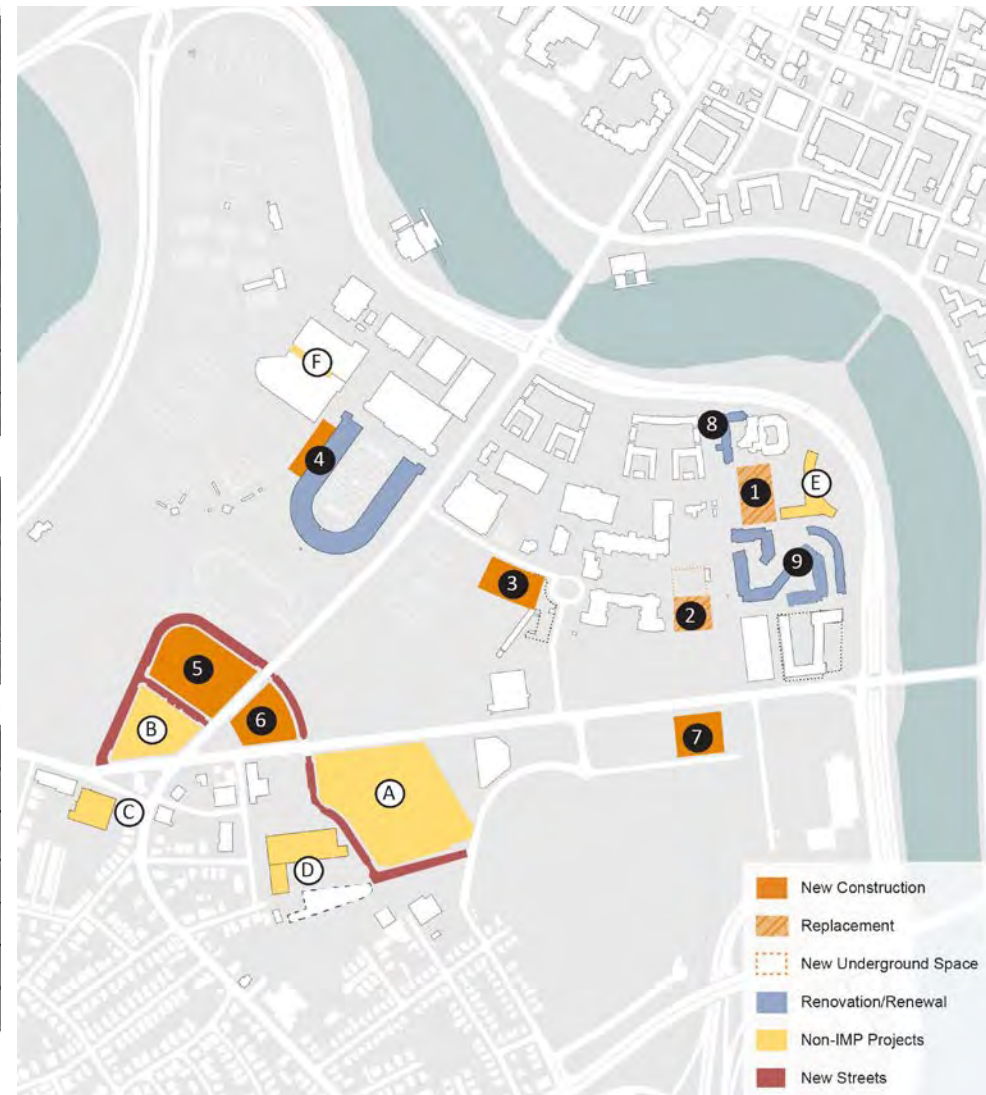 F
8
4
1
E
9
3
2
5
6
B
7
A
C
D
New Construction
Replacement
New Underground Space
Renovation/Renewal
Non-IMP Projects
New Streets